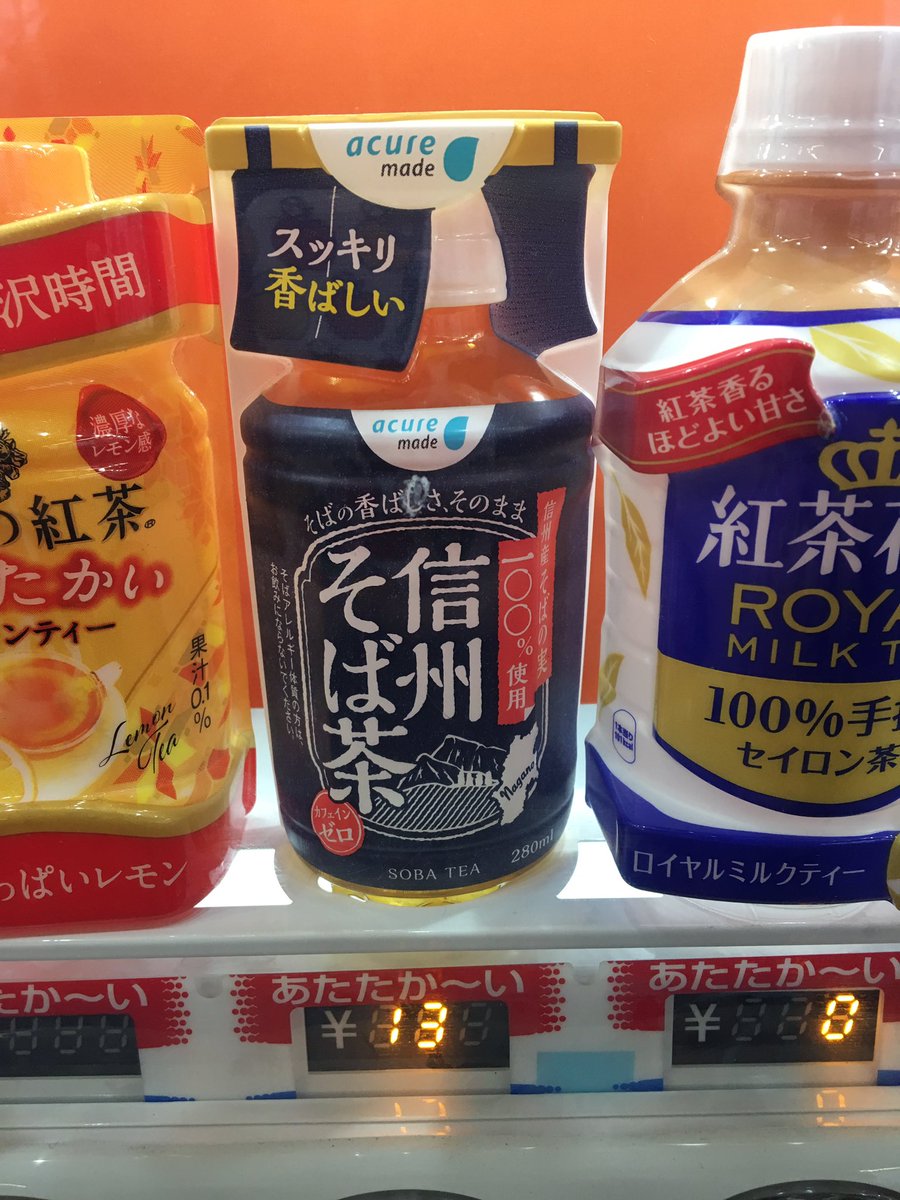 沢時間
濃厚な
レモン感
の紅茶®
たたかい
ンティー
果汁0.1%
Lemon
Tea
っぱいレモン
acure
made
スッキリ
香ばしい
acure
made
そばの香ばしさ、そのまま
信州産そばの実
一〇〇%使用
信州
そば茶
そばアレルギー体質の方は、
お飲みにならないでください。
カフェイン
ゼロ
Nagano
SOBA TEA
280ml
紅茶香る
ほどよい甘さ
紅茶花
ROYA
MILK T
100%手
セイロン茶
ロイヤルミルクティー
たか〜い
あたたか〜い
¥ 13
あたたか〜い
¥ 0